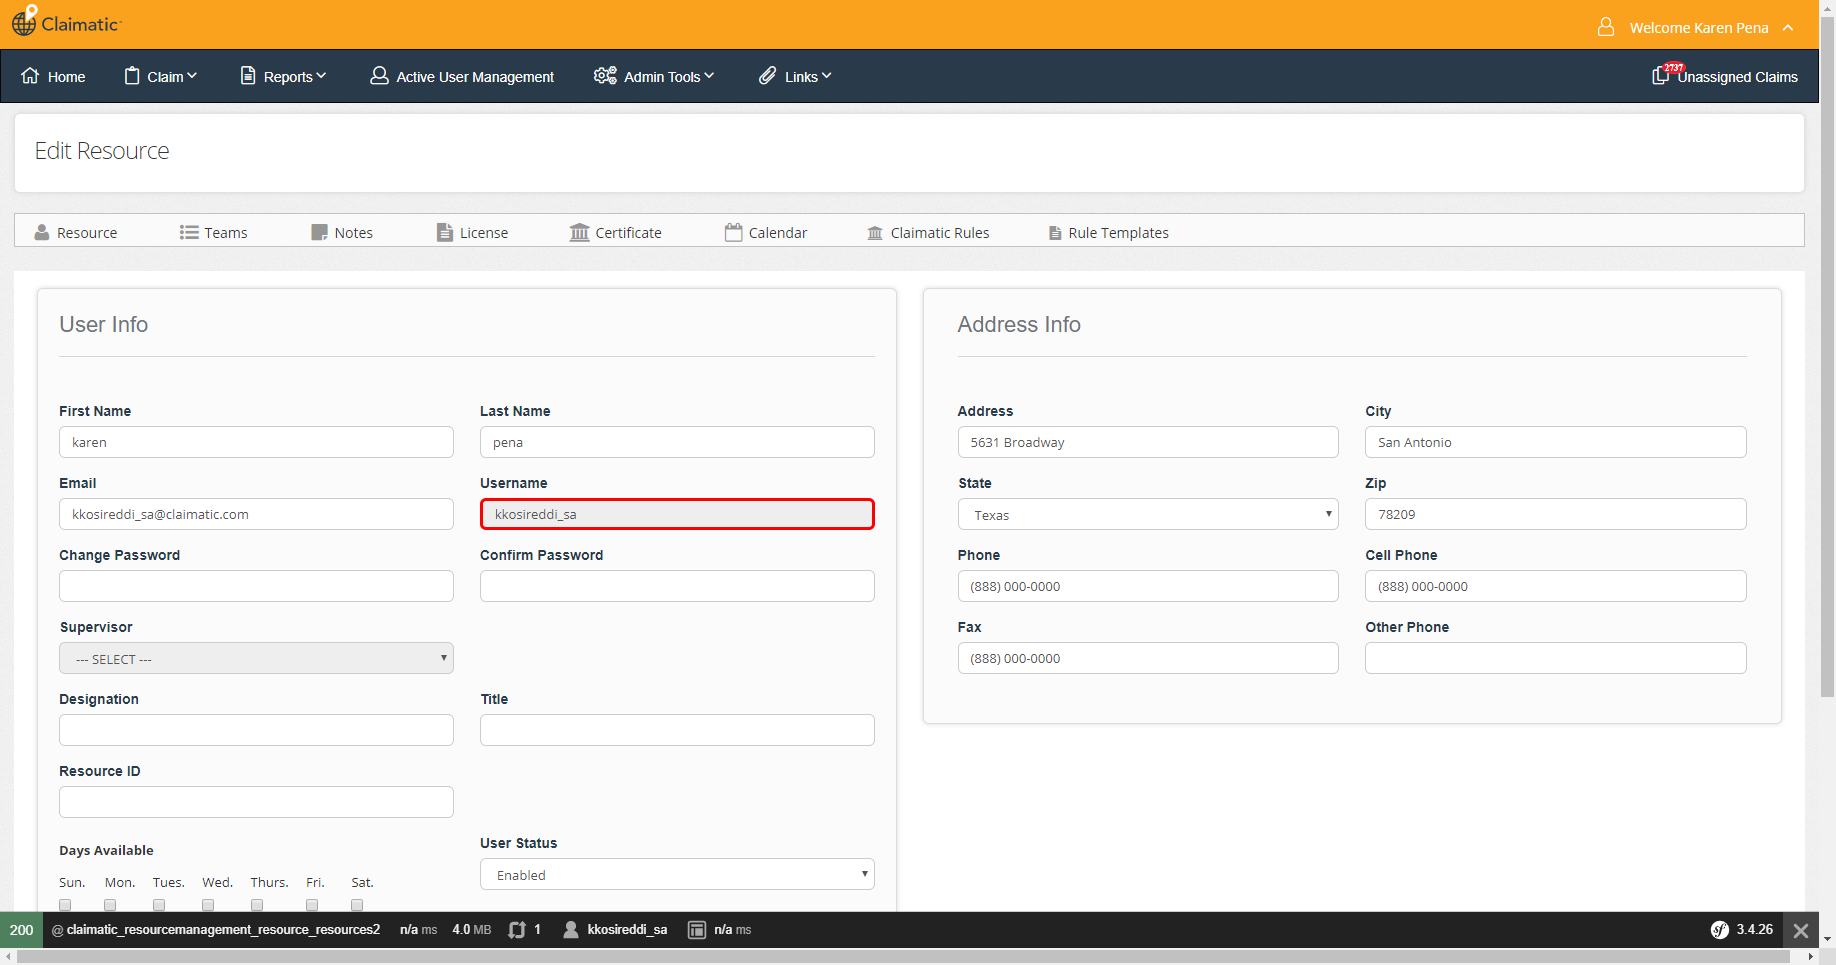 Claimatic
Welcome Karen Pena
Home
Claim
Reports
Active User Management
Admin Tools
Links
2737
Unassigned Claims
Edit Resource
Resource
Teams
Notes
License
Certificate
Calendar
Claimatic Rules
Rule Templates
User Info
First Name
Last Name
karen
pena
Email
Username
kkosireddi_sa@claimatic.com
kkosireddi_sa
Change Password
Confirm Password
Supervisor
--- SELECT ---
Designation
Title
Resource ID
Days Available
User Status
Sun. Mon. Tues. Wed. Thurs. Fri. Sat.
Enabled
Address Info
Address
City
5631 Broadway
San Antonio
State
Zip
Texas
78209
Phone
Cell Phone
(888) 000-0000
(888) 000-0000
Fax
Other Phone
(888) 000-0000
200 @ claimatic_resourcemanagement_resource_resources2 n/a ms 4.0 MB 1 kkosireddi_sa n/a ms sf 3.4.26